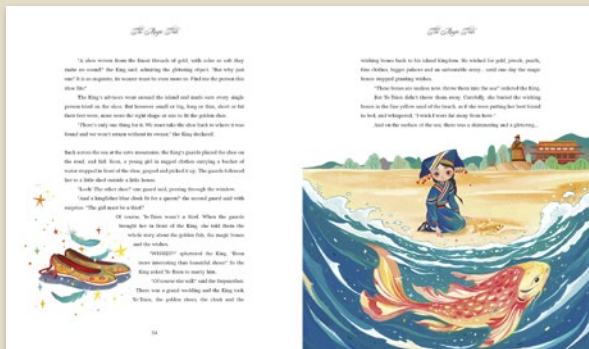 The Magic Fish
"A shoe woven from the finest threads of gold, with soles so soft they
make no sound!" the King said, admiring the glittering object. "But why just
one? It is so exquisite, its wearer must be even more so. Find me the person this
shoe fits!"
The King's advisors went around the island and made sure every single
person tried on the shoe. But however small or big, long or thin, short or fat
their feet were, none were the right shape or size to fit the golden shoe.
"There's only one thing for it. We must take the shoe back to where it was found
and we won't return without its owner," the King declared.
Back across the sea at the cave mountains, the King's guards placed the shoe on
the road, and hid. Soon, a young girl in ragged clothes carrying a bucket of
water stopped in front of the shoe, gasped and picked it up. The guards followed
her to a little shed outside a little house.
"Look! The other shoe!" one guard said, peering through the window.
"And a kingfisher blue cloak fit for a queen!" the second guard said with
surprise. "The girl must be a thief!"
Of course, Ye-Xian wasn't a thief. When the guards
brought her in front of the King, she told them the
whole story about the golden fish, the magic bones
and the wishes.
"WISHES?" spluttered the King. "Even
more interesting than beautiful shoes!" So the
King asked Ye-Xian to marry him.
"Of course she will!" said the Stepmother.
There was a grand wedding and the King took
Ye-Xian, the golden shoes, the cloak and the
The Magic Fish
wishing bones back to his island kingdom. He wished for gold, jewels, pearls,
fine clothes, bigger palaces and an unbeatable army... until one day the magic
bones stopped granting wishes.
"These bones are useless now, throw them into the sea!" ordered the King.
But Ye-Xian didn't throw them away. Carefully, she buried the wishing
bones in the fine yellow sand of the beach, as if she were putting her best friend
to bed, and whispered, "I wish I were far away from here."
And on the surface of the sea, there was a shimmering and a glittering...